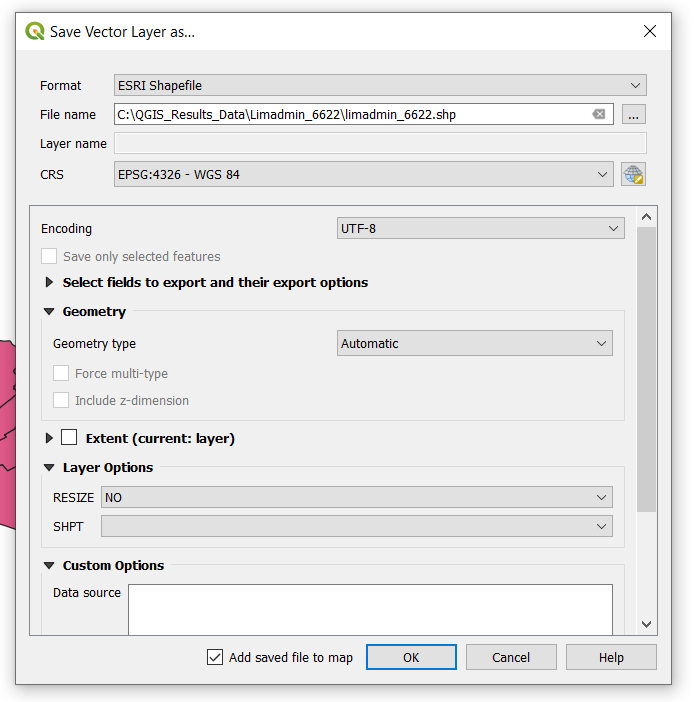 Save Vector Layer as...
Format ESRI Shapefile
File name C:\QGIS_Results_Data\Limadmin_6622\limadmin_6622.shp ...
Layer name
CRS EPSG:4326 - WGS 84
Encoding UTF-8
Save only selected features
Select fields to export and their export options
Geometry
Geometry type Automatic
Force multi-type
Include z-dimension
Extent (current: layer)
Layer Options
RESIZE NO
SHPT
Custom Options
Data source
Add saved file to map OK Cancel Help